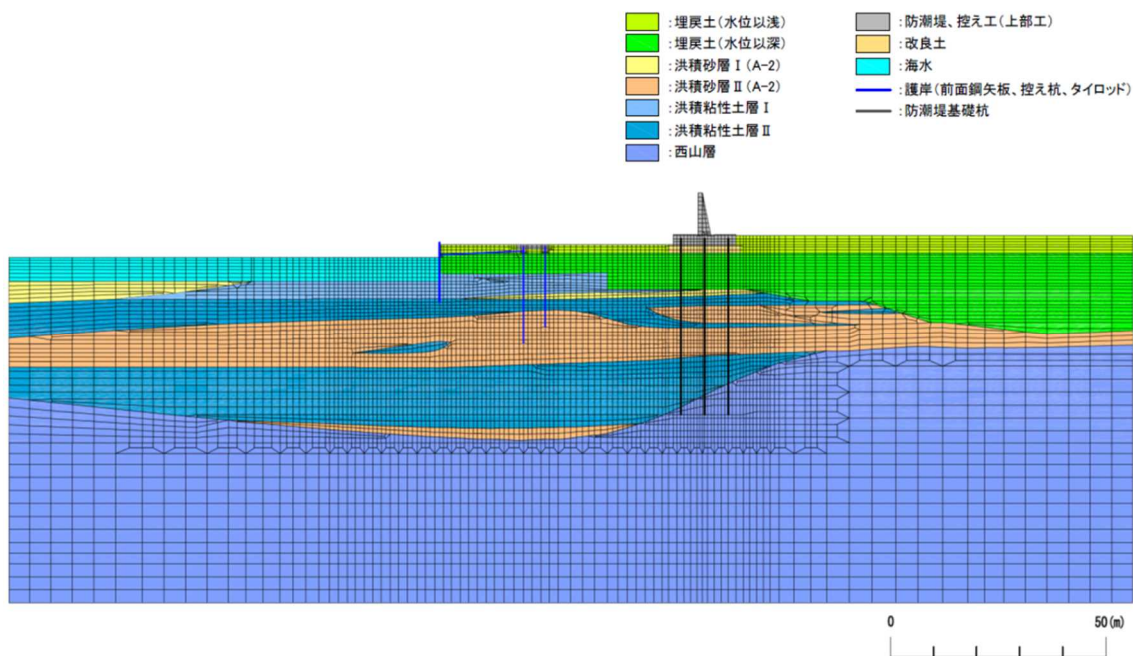 :埋戻土(水位以浅)
:埋戻土(水位以深)
:洪積砂層Ⅰ(A-2)
:洪積砂層Ⅱ(A-2)
:洪積粘性土層Ⅰ
:洪積粘性土層Ⅱ
:西山層
:防潮堤、控え工(上部工)
:改良土
:海水
:護岸(前面鋼矢板、控え杭、タイロッド)
:防潮堤基礎杭
0 50(m)